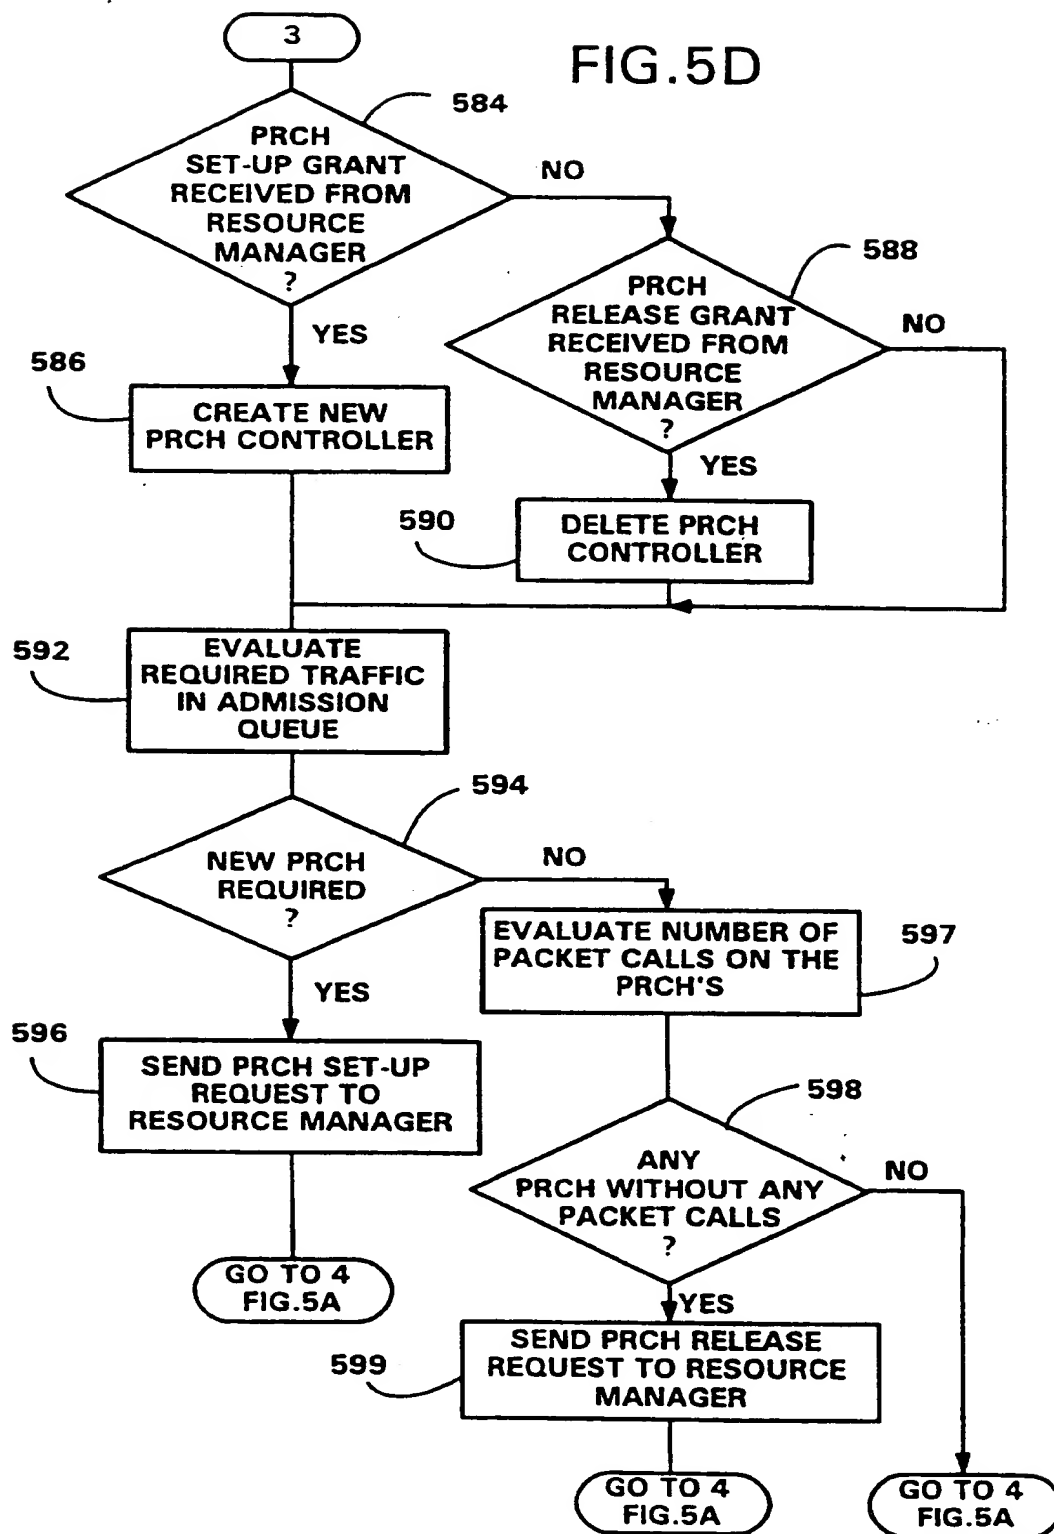 3
FIG.5D
584
PRCH
SET-UP GRANT
RECEIVED FROM
RESOURCE
MANAGER
?
NO
YES
588
PRCH
RELEASE GRANT
RECEIVED FROM
RESOURCE
MANAGER
?
NO
YES
586
CREATE NEW
PRCH CONTROLLER
590
DELETE PRCH
CONTROLLER
592
EVALUATE
REQUIRED TRAFFIC
IN ADMISSION
QUEUE
594
NEW PRCH
REQUIRED
?
NO
YES
597
EVALUATE NUMBER OF
PACKET CALLS ON THE
PRCH'S
596
SEND PRCH SET-UP
REQUEST TO
RESOURCE MANAGER
GO TO 4
FIG.5A
598
ANY
PRCH WITHOUT ANY
PACKET CALLS
?
NO
YES
599
SEND PRCH RELEASE
REQUEST TO RESOURCE
MANAGER
GO TO 4
FIG.5A
GO TO 4
FIG.5A